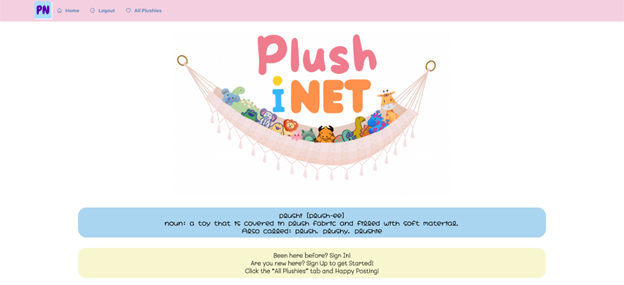 PN Home Logout All Plushies
Plush
iNET
plush! [plush-ee]
noun: a toy that is covered in plush fabric and filled with soft material.
Also called: plush, plushy, plushie
Been here before? Sign In!
Are you new here? Sign Up to get Started!
Click the "All Plushies" tab and Happy Posting!